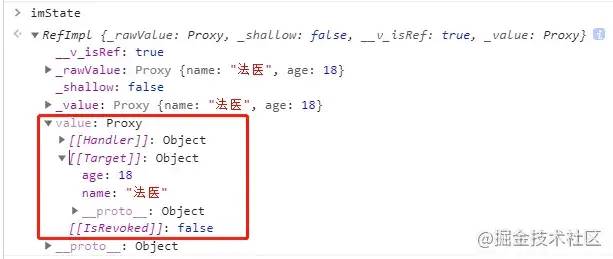 imState
RefImpl {_rawValue: Proxy, _shallow: false, __v_isRef: true, _value: Proxy} i
__v_isRef: true
_rawValue: Proxy {name: "法医", age: 18}
_shallow: false
_value: Proxy {name: "法医", age: 18}
value: Proxy
[[Handler]]: Object
[[Target]]: Object
age: 18
name: "法医"
__proto__: Object
[[IsRevoked]]: false
__proto__: Object
@掘金技术社区